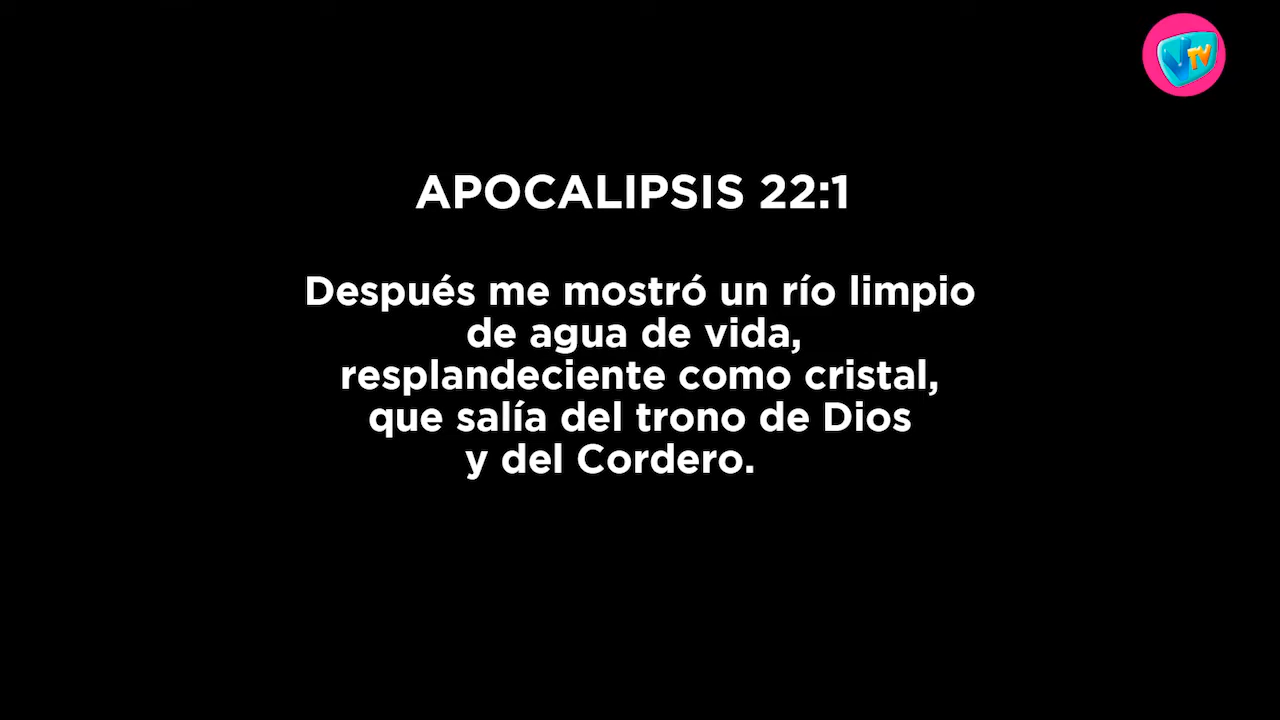 VTV
APOCALIPSIS 22:1
Después me mostró un río limpio
de agua de vida,
resplandeciente como cristal,
que salía del trono de Dios
y del Cordero.